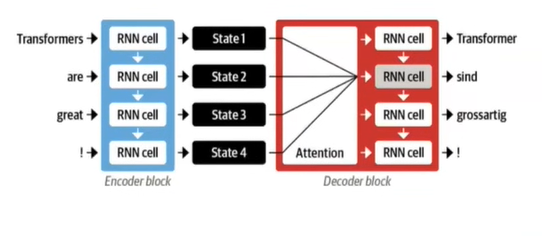 Transformers RNN cell State 1 RNN cell Transformer
are RNN cell State 2 RNN cell sind
great RNN cell State 3 RNN cell grossartig
! RNN cell State 4 Attention RNN cell !
Encoder block Decoder block